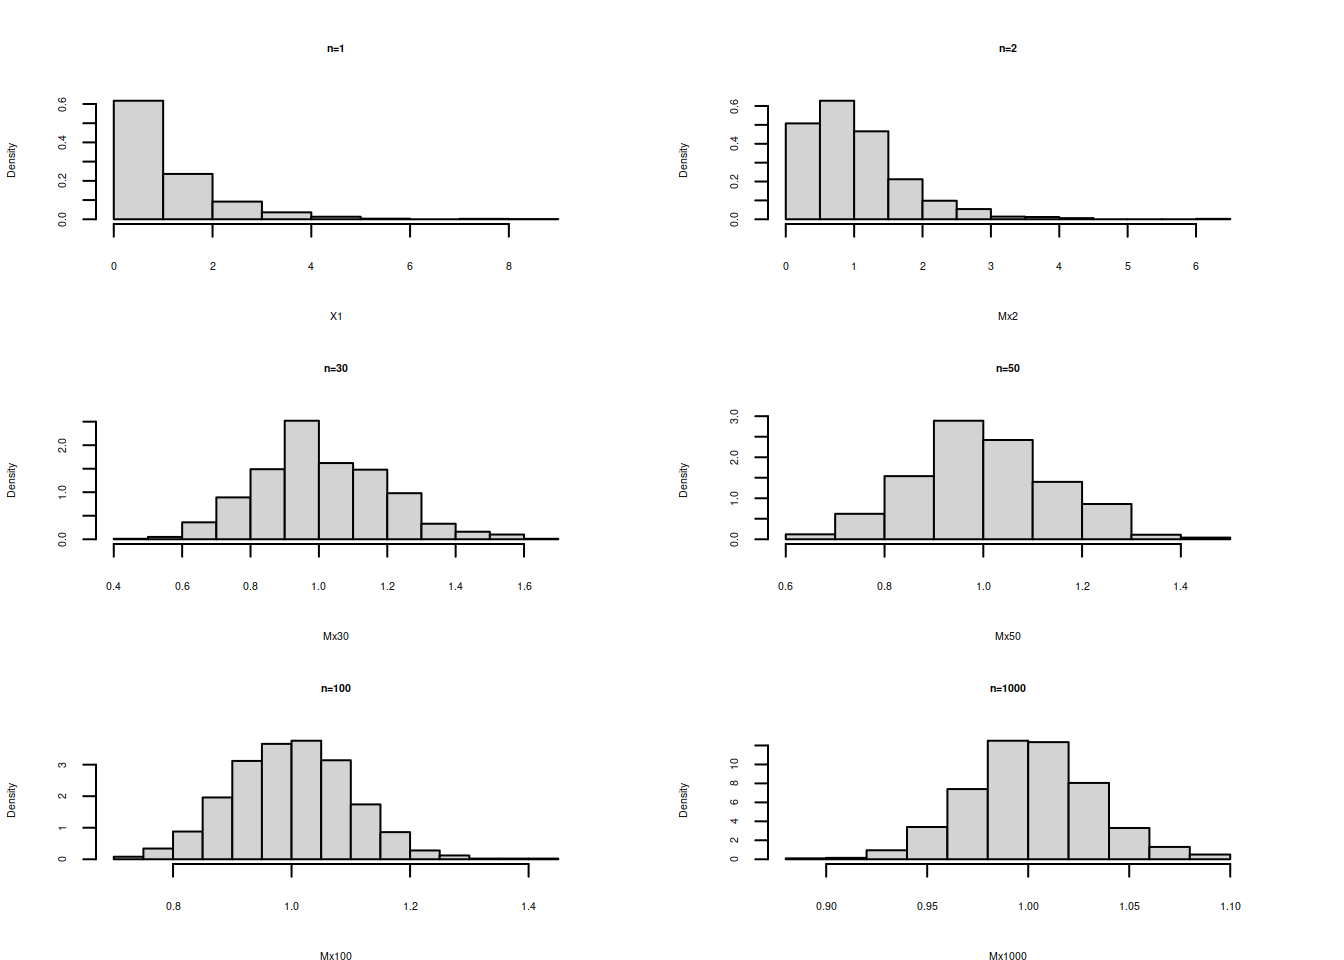 n=1
Density
0.0 0.2 0.4 0.6
0 2 4 6 8
X1
n=2
Density
0.0 0.2 0.4 0.6
0 1 2 3 4 5 6
Mx2
n=30
Density
0.0 1.0 2.0
0.4 0.6 0.8 1.0 1.2 1.4 1.6
Mx30
n=50
Density
0.0 1.0 2.0 3.0
0.6 0.8 1.0 1.2 1.4
Mx50
n=100
Density
0 1 2 3
0.8 1.0 1.2 1.4
Mx100
n=1000
Density
0 2 4 6 8 10
0.90 0.95 1.00 1.05 1.10
Mx1000